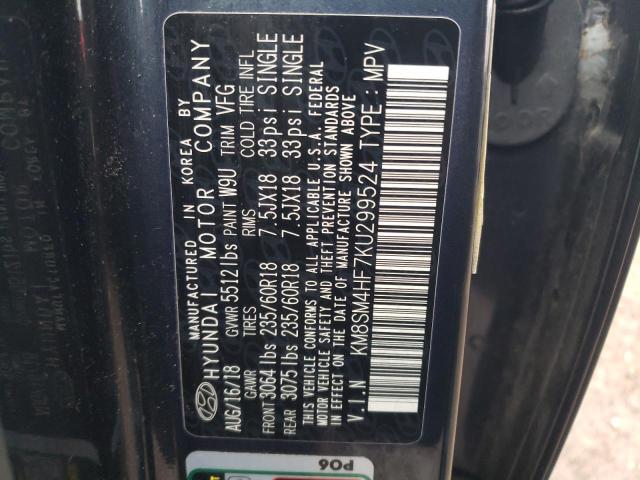 MANUFACTURED IN KOREA BY
HYUNDAI MOTOR COMPANY
AUG/16/18 GVWR 5512 lbs PAINT W9U TRIM VFG
GAWR TIRES RIMS COLD TIRE INFL
FRONT 3064 lbs 235/60R18 7.5JX18 33psi SINGLE
REAR 3075 lbs 235/60R18 7.5JX18 33psi SINGLE
THIS VEHICLE CONFORMS TO ALL APPLICABLE U.S.A. FEDERAL
MOTOR VEHICLE SAFETY AND THEFT PREVENTION STANDARDS
IN EFFECT ON THE DATE OF MANUFACTURE SHOWN ABOVE
V.I.N KM8SM4HF7KU299524 TYPE : MPV
PO6